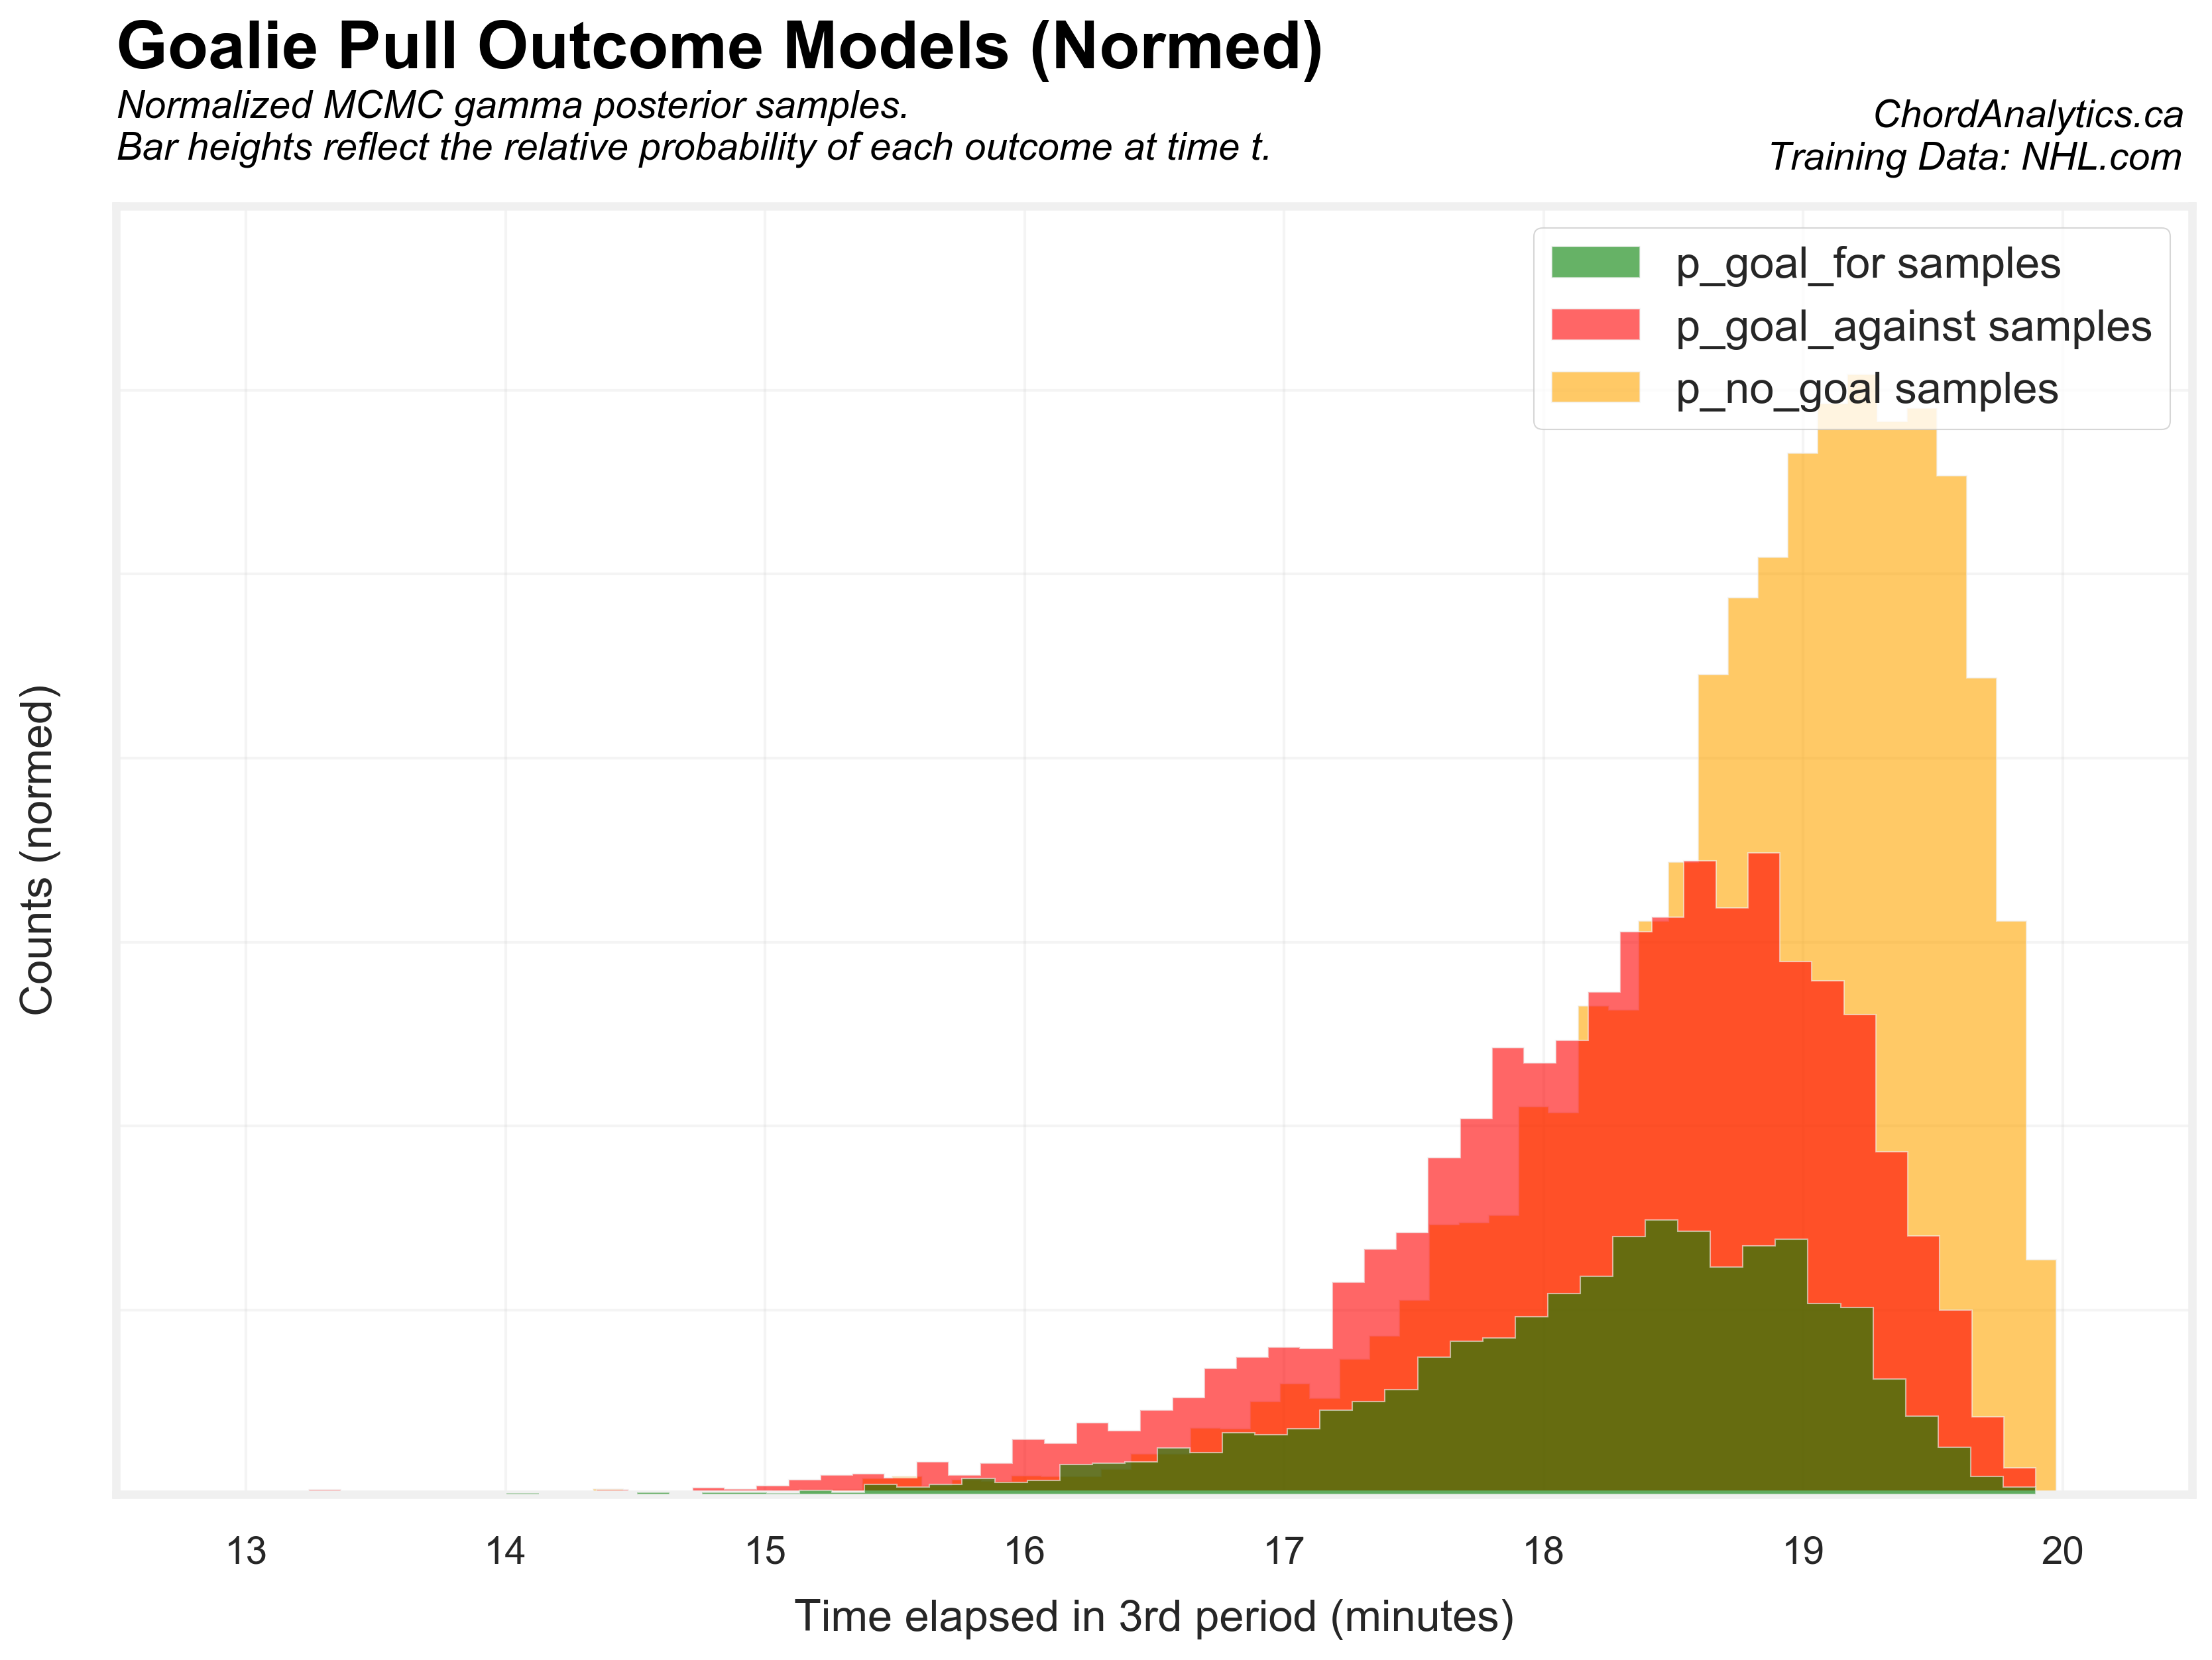 Goalie Pull Outcome Models (Normed)
Normalized MCMC gamma posterior samples.
Bar heights reflect the relative probability of each outcome at time t.
ChordAnalytics.ca
Training Data: NHL.com
p_goal_for samples
p_goal_against samples
p_no_goal samples
Counts (normed)
13 14 15 16 17 18 19 20
Time elapsed in 3rd period (minutes)